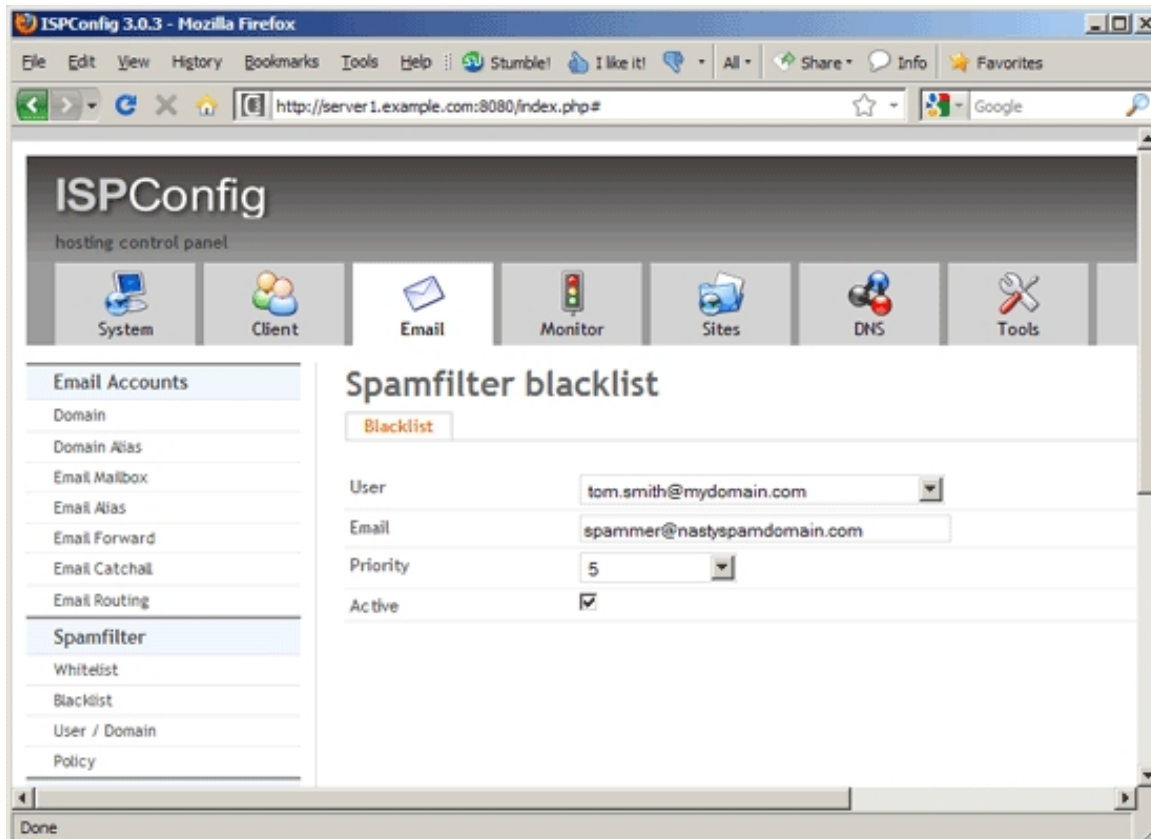 ISPConfig 3.0.3 - Mozilla Firefox
File Edit View History Bookmarks Tools Help Stumble! I like it! All Share Info Favorites
http://server1.example.com:8080/index.php# Google
ISPConfig
hosting control panel
System Client Email Monitor Sites DNS Tools
Email Accounts
Domain
Domain Alias
Email Mailbox
Email Alias
Email Forward
Email Catchall
Email Routing
Spamfilter
Whitelist
Blacklist
User / Domain
Policy
Spamfilter blacklist
Blacklist
User tom.smith@mydomain.com
Email spammer@nastyspamdomain.com
Priority 5
Active
Done